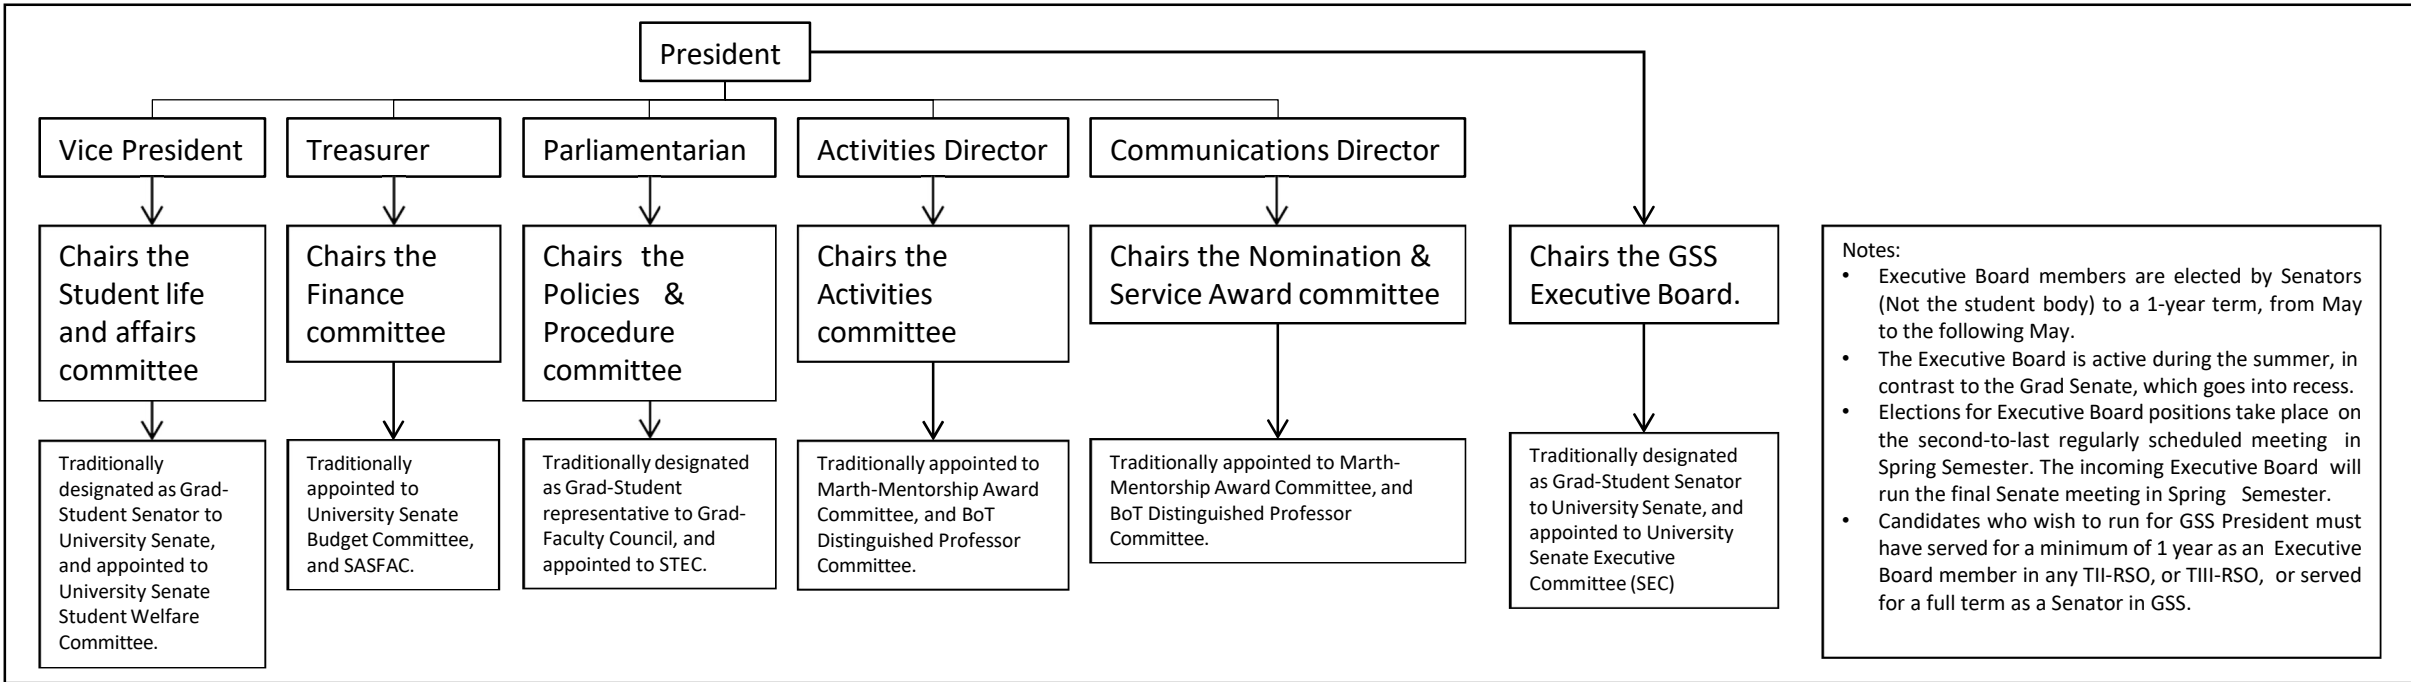 President
Vice President
Treasurer
Parliamentarian
Activities Director
Communications Director
Chairs the
Student life
and affairs
committee
Chairs the
Finance
committee
Chairs the
Policies &
Procedure
committee
Chairs the
Activities
committee
Chairs the Nomination &
Service Award committee
Chairs the GSS
Executive Board.
Traditionally
designated as Grad-
Student Senator to
University Senate,
and appointed to
University Senate
Student Welfare
Committee.
Traditionally
appointed to
University Senate
Budget Committee,
and SASFAC.
Traditionally designated
as Grad-Student
representative to Grad-
Faculty Council, and
appointed to STEC.
Traditionally appointed to
Marth-Mentorship Award
Committee, and BoT
Distinguished Professor
Committee.
Traditionally appointed to Marth-
Mentorship Award Committee, and
BoT Distinguished Professor
Committee.
Traditionally designated
as Grad-Student Senator
to University Senate, and
appointed to University
Senate Executive
Committee (SEC)
Notes:
• Executive Board members are elected by Senators
(Not the student body) to a 1-year term, from May
to the following May.
• The Executive Board is active during the summer, in
contrast to the Grad Senate, which goes into recess.
• Elections for Executive Board positions take place on
the second-to-last regularly scheduled meeting in
Spring Semester. The incoming Executive Board will
run the final Senate meeting in Spring Semester.
• Candidates who wish to run for GSS President must
have served for a minimum of 1 year as an Executive
Board member in any TII-RSO, or TIII-RSO, or served
for a full term as a Senator in GSS.